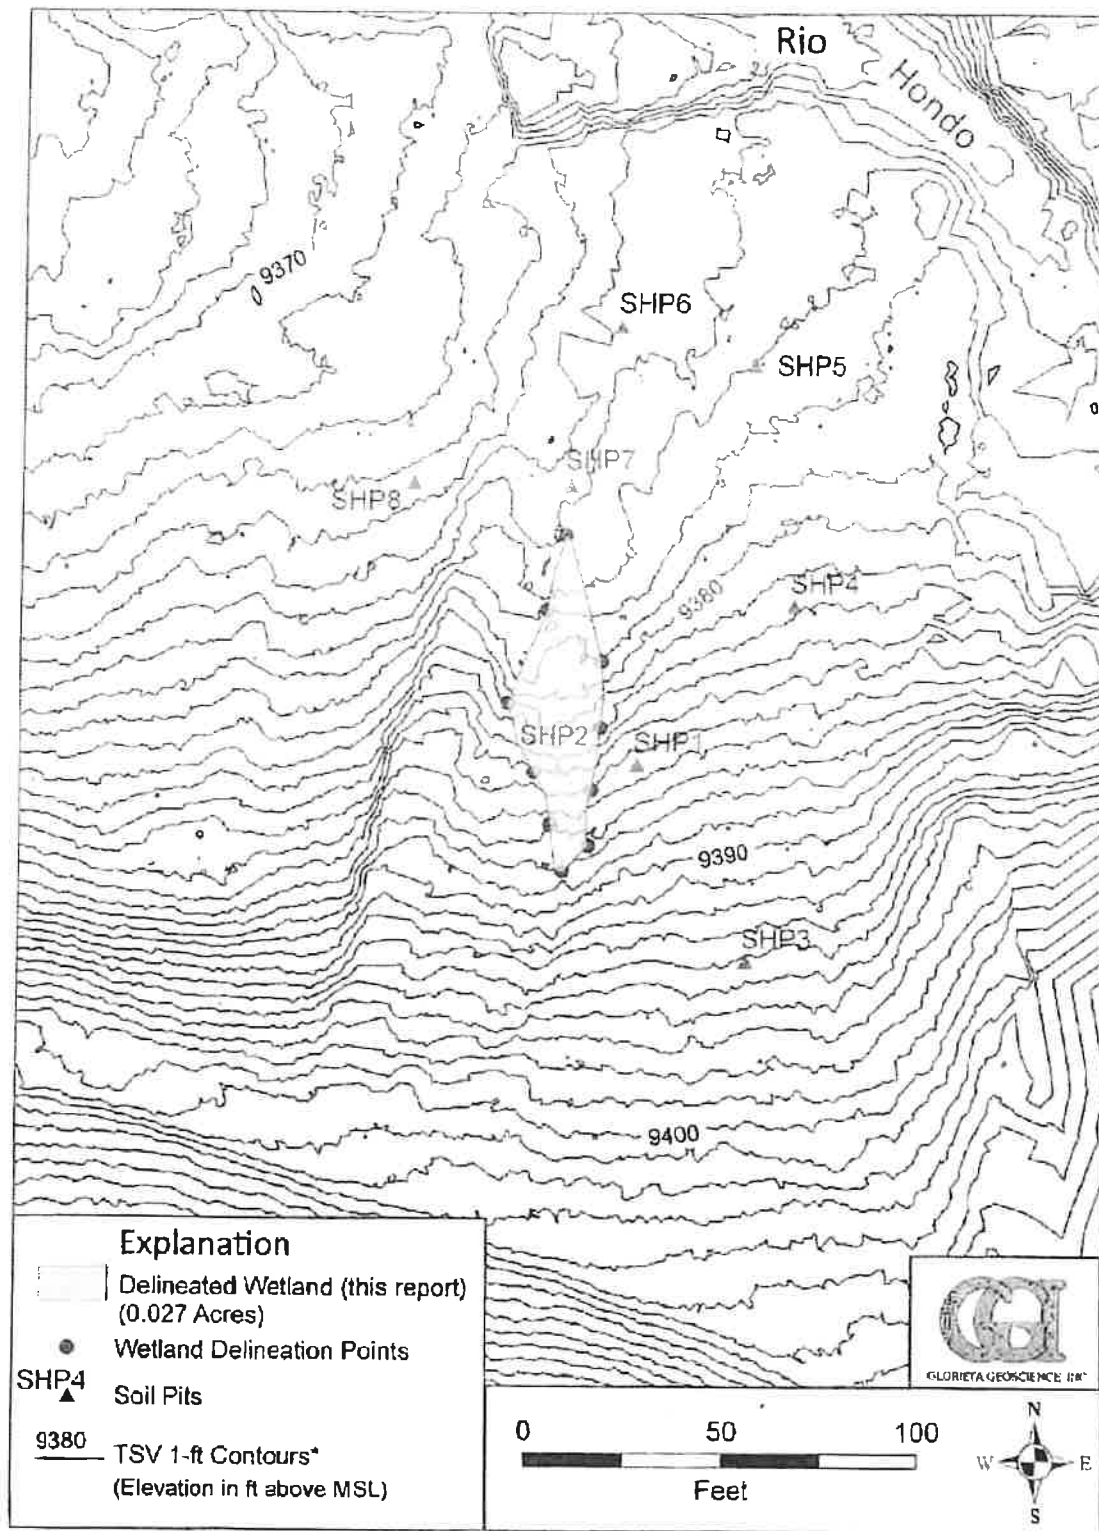 Rio
Hondo
9370
SHP6
SHP5
SHP7
SHP8
9380
SHP4
SHP2
SHP1
9390
SHP3
9400
Explanation
Delineated Wetland (this report)
(0.027 Acres)
Wetland Delineation Points
SHP4
Soil Pits
9380
TSV 1-ft Contours*
(Elevation in ft above MSL)
GGI
GLORIETA GEOSCIENCE INC
0 50 100
Feet
N
W E
S